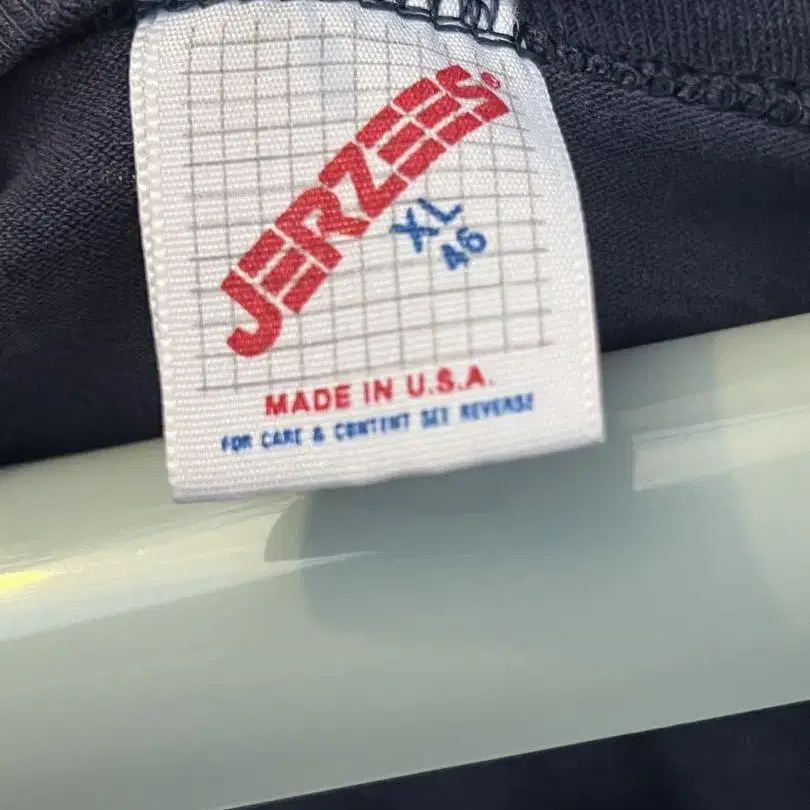 JERZEES®
XL
46
MADE IN U.S.A.
FOR CARE & CONTENT SEE REVERSE